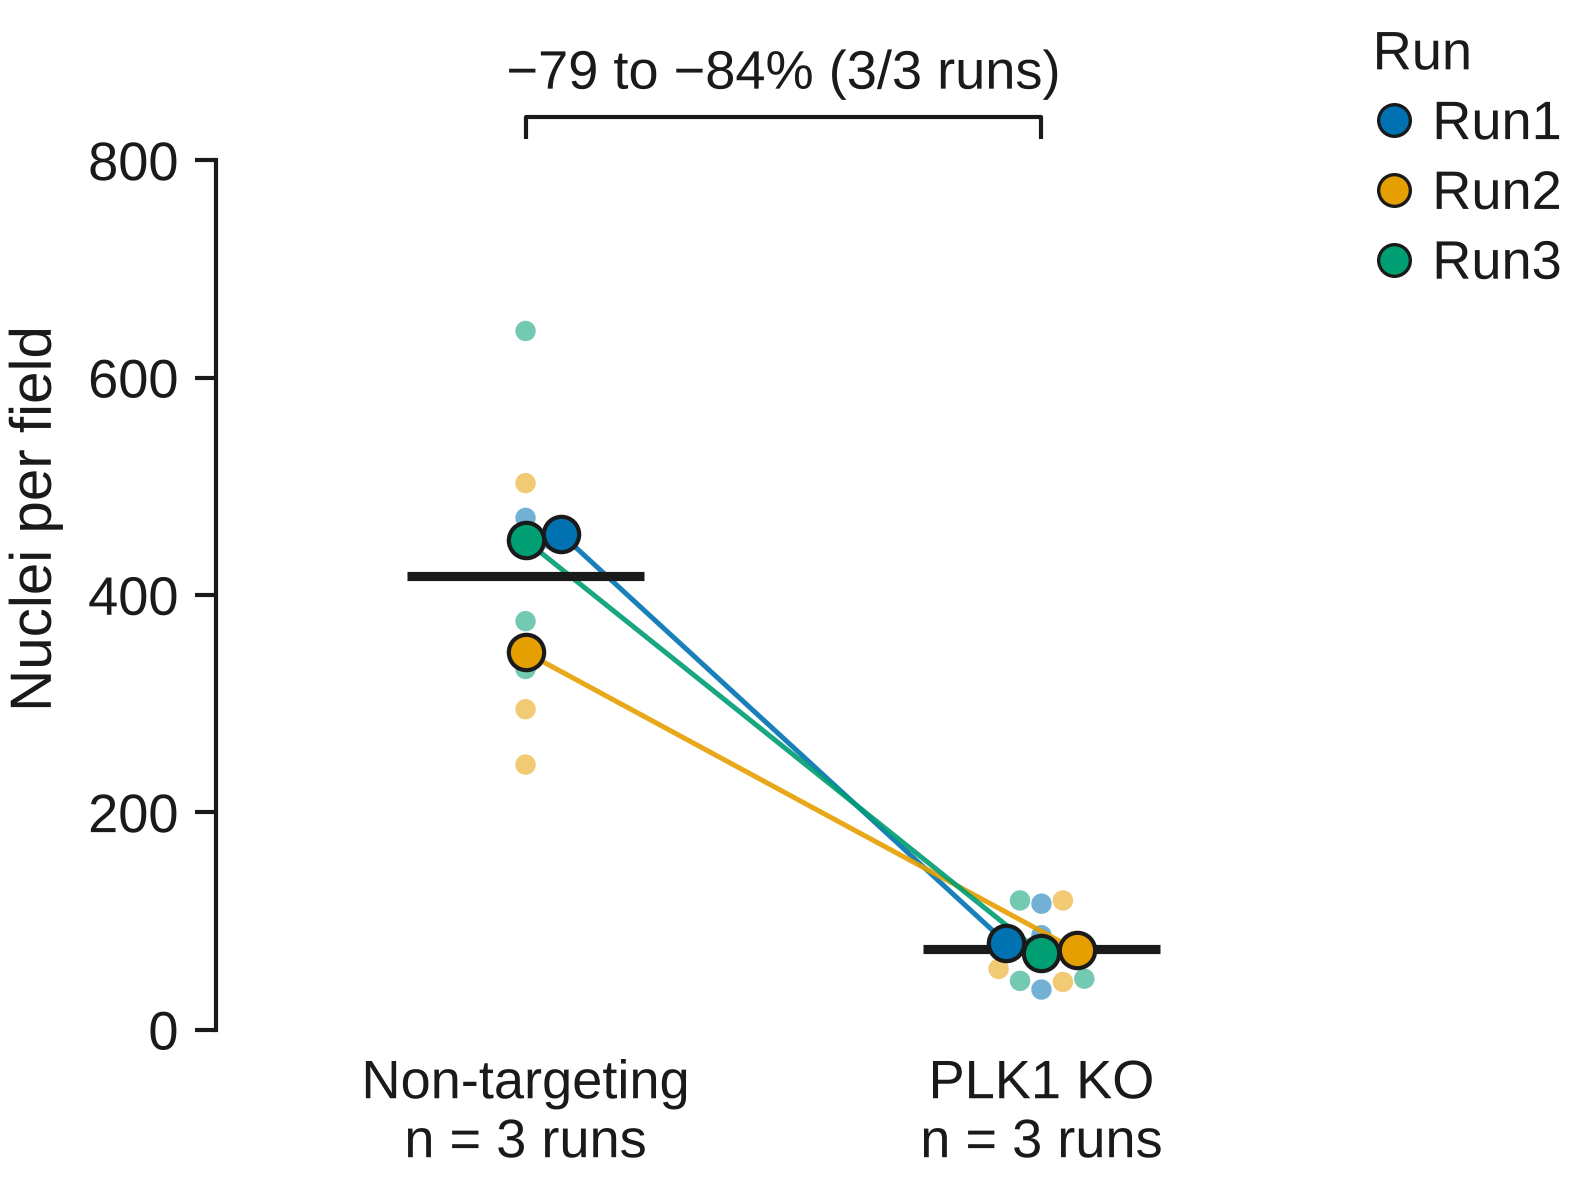 −79 to −84% (3/3 runs)
Run
Run1
Run2
Run3
Nuclei per field
800
600
400
200
0
Non-targeting
n = 3 runs
PLK1 KO
n = 3 runs